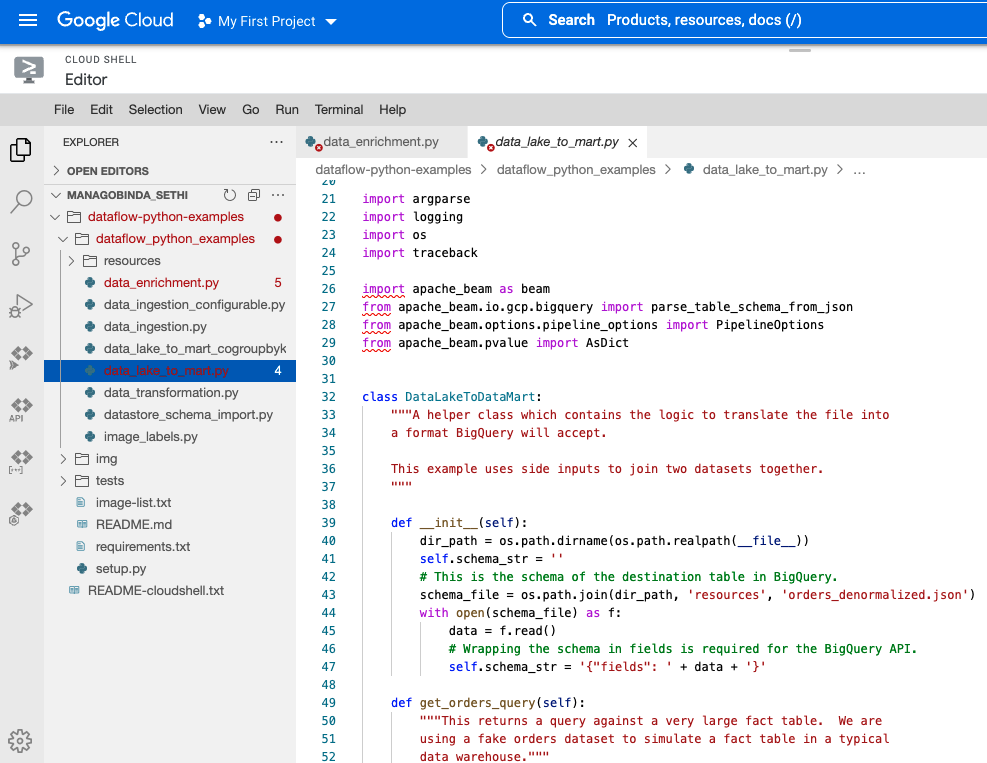 Google Cloud My First Project Search Products, resources, docs (/)
CLOUD SHELL
Editor
File Edit Selection View Go Run Terminal Help
EXPLORER
OPEN EDITORS
MANAGOBINDA_SETHI
dataflow-python-examples
dataflow_python_examples
resources
data_enrichment.py 5
data_ingestion_configurable.py
data_ingestion.py
data_lake_to_mart_cogroupbyk
data_lake_to_mart.py 4
data_transformation.py
datastore_schema_import.py
image_labels.py
img
tests
image-list.txt
README.md
requirements.txt
setup.py
README-cloudshell.txt
API
data_enrichment.py data_lake_to_mart.py
dataflow-python-examples > dataflow_python_examples > data_lake_to_mart.py > ...
20
21 import argparse
22 import logging
23 import os
24 import traceback
25
26 import apache_beam as beam
27 from apache_beam.io.gcp.bigquery import parse_table_schema_from_json
28 from apache_beam.options.pipeline_options import PipelineOptions
29 from apache_beam.pvalue import AsDict
30
31
32 class DataLakeToDataMart:
33     """A helper class which contains the logic to translate the file into
34     a format BigQuery will accept.
35
36     This example uses side inputs to join two datasets together.
37     """
38
39     def __init__(self):
40         dir_path = os.path.dirname(os.path.realpath(__file__))
41         self.schema_str = ''
42         # This is the schema of the destination table in BigQuery.
43         schema_file = os.path.join(dir_path, 'resources', 'orders_denormalized.json')
44         with open(schema_file) as f:
45             data = f.read()
46             # Wrapping the schema in fields is required for the BigQuery API.
47             self.schema_str = '{"fields": ' + data + '}'
48
49     def get_orders_query(self):
50         """This returns a query against a very large fact table.  We are
51         using a fake orders dataset to simulate a fact table in a typical
52         data warehouse."""